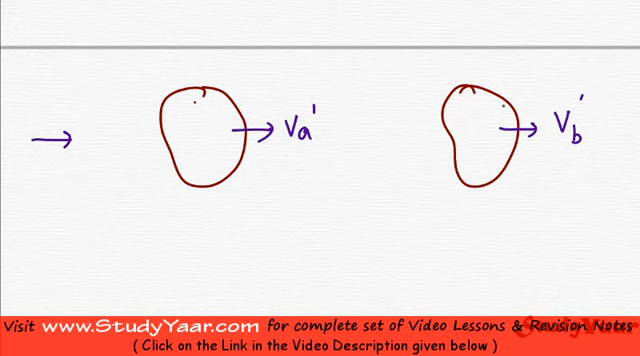 Va'
Vb'
Visit www.StudyYaar.com for complete set of Video Lessons & Revision Notes
StudyYaar
( Click on the Link in the Video Description given below )